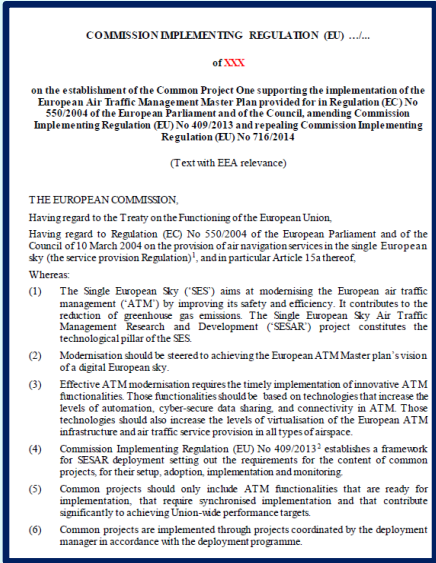 COMMISSION IMPLEMENTING REGULATION (EU) …/...
of XXX
on the establishment of the Common Project One supporting the implementation of the
European Air Traffic Management Master Plan provided for in Regulation (EC) No
550/2004 of the European Parliament and of the Council, amending Commission
Implementing Regulation (EU) No 409/2013 and repealing Commission Implementing
Regulation (EU) No 716/2014
(Text with EEA relevance)
THE EUROPEAN COMMISSION,
Having regard to the Treaty on the Functioning of the European Union,
Having regard to Regulation (EC) No 550/2004 of the European Parliament and of the
Council of 10 March 2004 on the provision of air navigation services in the single European
sky (the service provision Regulation)¹, and in particular Article 15a thereof,
Whereas:
(1) The Single European Sky (‘SES’) aims at modernising the European air traffic
management (‘ATM’) by improving its safety and efficiency. It contributes to the
reduction of greenhouse gas emissions. The Single European Sky Air Traffic
Management Research and Development (‘SESAR’) project constitutes the
technological pillar of the SES.
(2) Modernisation should be steered to achieving the European ATM Master plan’s vision
of a digital European sky.
(3) Effective ATM modernisation requires the timely implementation of innovative ATM
functionalities. Those functionalities should be based on technologies that increase the
levels of automation, cyber-secure data sharing, and connectivity in ATM. Those
technologies should also increase the levels of virtualisation of the European ATM
infrastructure and air traffic service provision in all types of airspace.
(4) Commission Implementing Regulation (EU) No 409/2013² establishes a framework
for SESAR deployment setting out the requirements for the content of common
projects, for their setup, adoption, implementation and monitoring.
(5) Common projects should only include ATM functionalities that are ready for
implementation, that require synchronised implementation and that contribute
significantly to achieving Union-wide performance targets.
(6) Common projects are implemented through projects coordinated by the deployment
manager in accordance with the deployment programme.